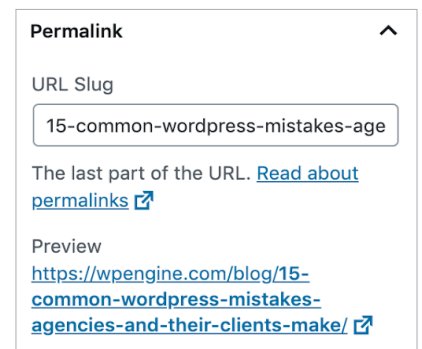 Permalink
URL Slug
15-common-wordpress-mistakes-age
The last part of the URL. Read about
permalinks
Preview
https://wpengine.com/blog/15-
common-wordpress-mistakes-
agencies-and-their-clients-make/